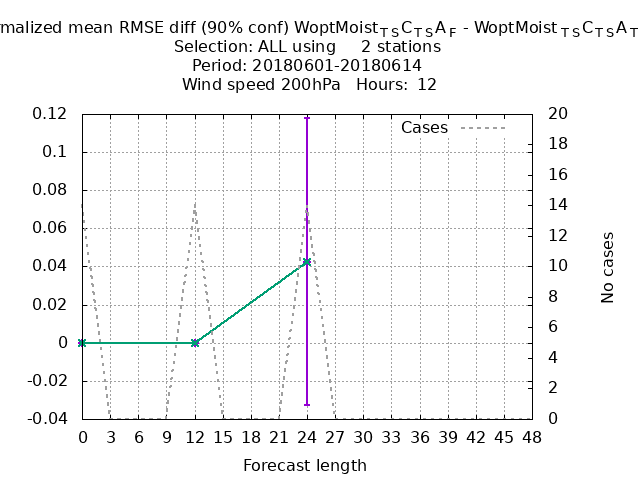 rmalized mean RMSE diff (90% conf) WoptMoist_TSC_TSA_F - WoptMoist_TSC_TSA_T
Selection: ALL using     2 stations
Period: 20180601-20180614
Wind speed 200hPa   Hours:  12
Cases
0.12
0.1
0.08
0.06
0.04
0.02
0
-0.02
-0.04
20
18
16
14
12
10
8
6
4
2
0
No cases
0 3 6 9 12 15 18 21 24 27 30 33 36 39 42 45 48
Forecast length